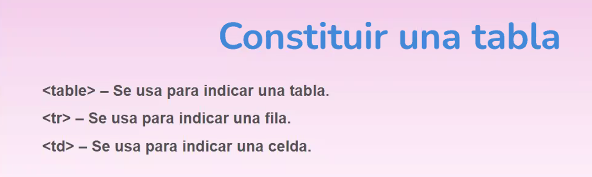 Constituir una tabla
<table> – Se usa para indicar una tabla.
<tr> – Se usa para indicar una fila.
<td> – Se usa para indicar una celda.